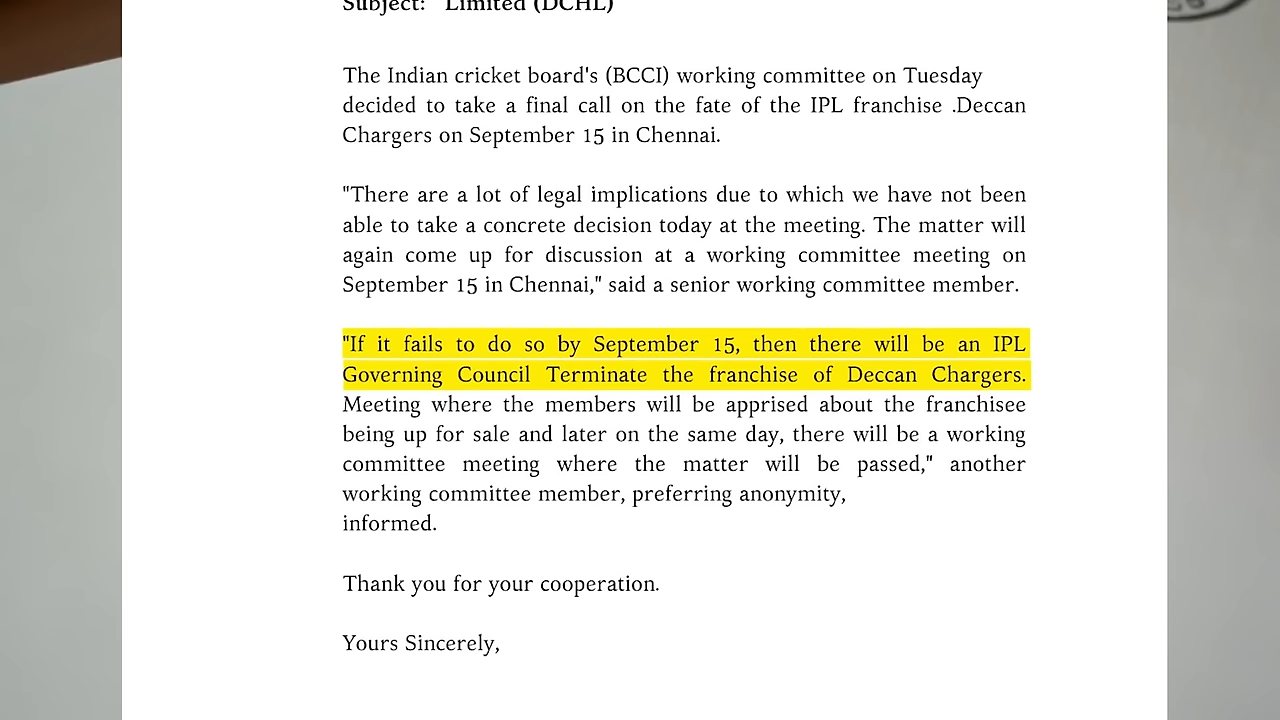 Subject: Limited (DCHL)
The Indian cricket board's (BCCI) working committee on Tuesday
decided to take a final call on the fate of the IPL franchise .Deccan
Chargers on September 15 in Chennai.
"There are a lot of legal implications due to which we have not been
able to take a concrete decision today at the meeting. The matter will
again come up for discussion at a working committee meeting on
September 15 in Chennai," said a senior working committee member.
"If it fails to do so by September 15, then there will be an IPL
Governing Council Terminate the franchise of Deccan Chargers.
Meeting where the members will be apprised about the franchisee
being up for sale and later on the same day, there will be a working
committee meeting where the matter will be passed," another
working committee member, preferring anonymity,
informed.
Thank you for your cooperation.
Yours Sincerely,